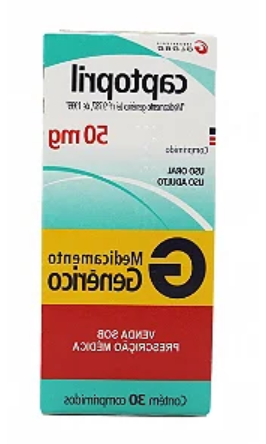 GLOBO
captopril
"Medicamento genérico Lei nº 9.787, de 1999"
50 mg
Comprimido
USO ORAL
USO ADULTO
G
Medicamento
Genérico
VENDA SOB
PRESCRIÇÃO MÉDICA
Contém 30 comprimidos